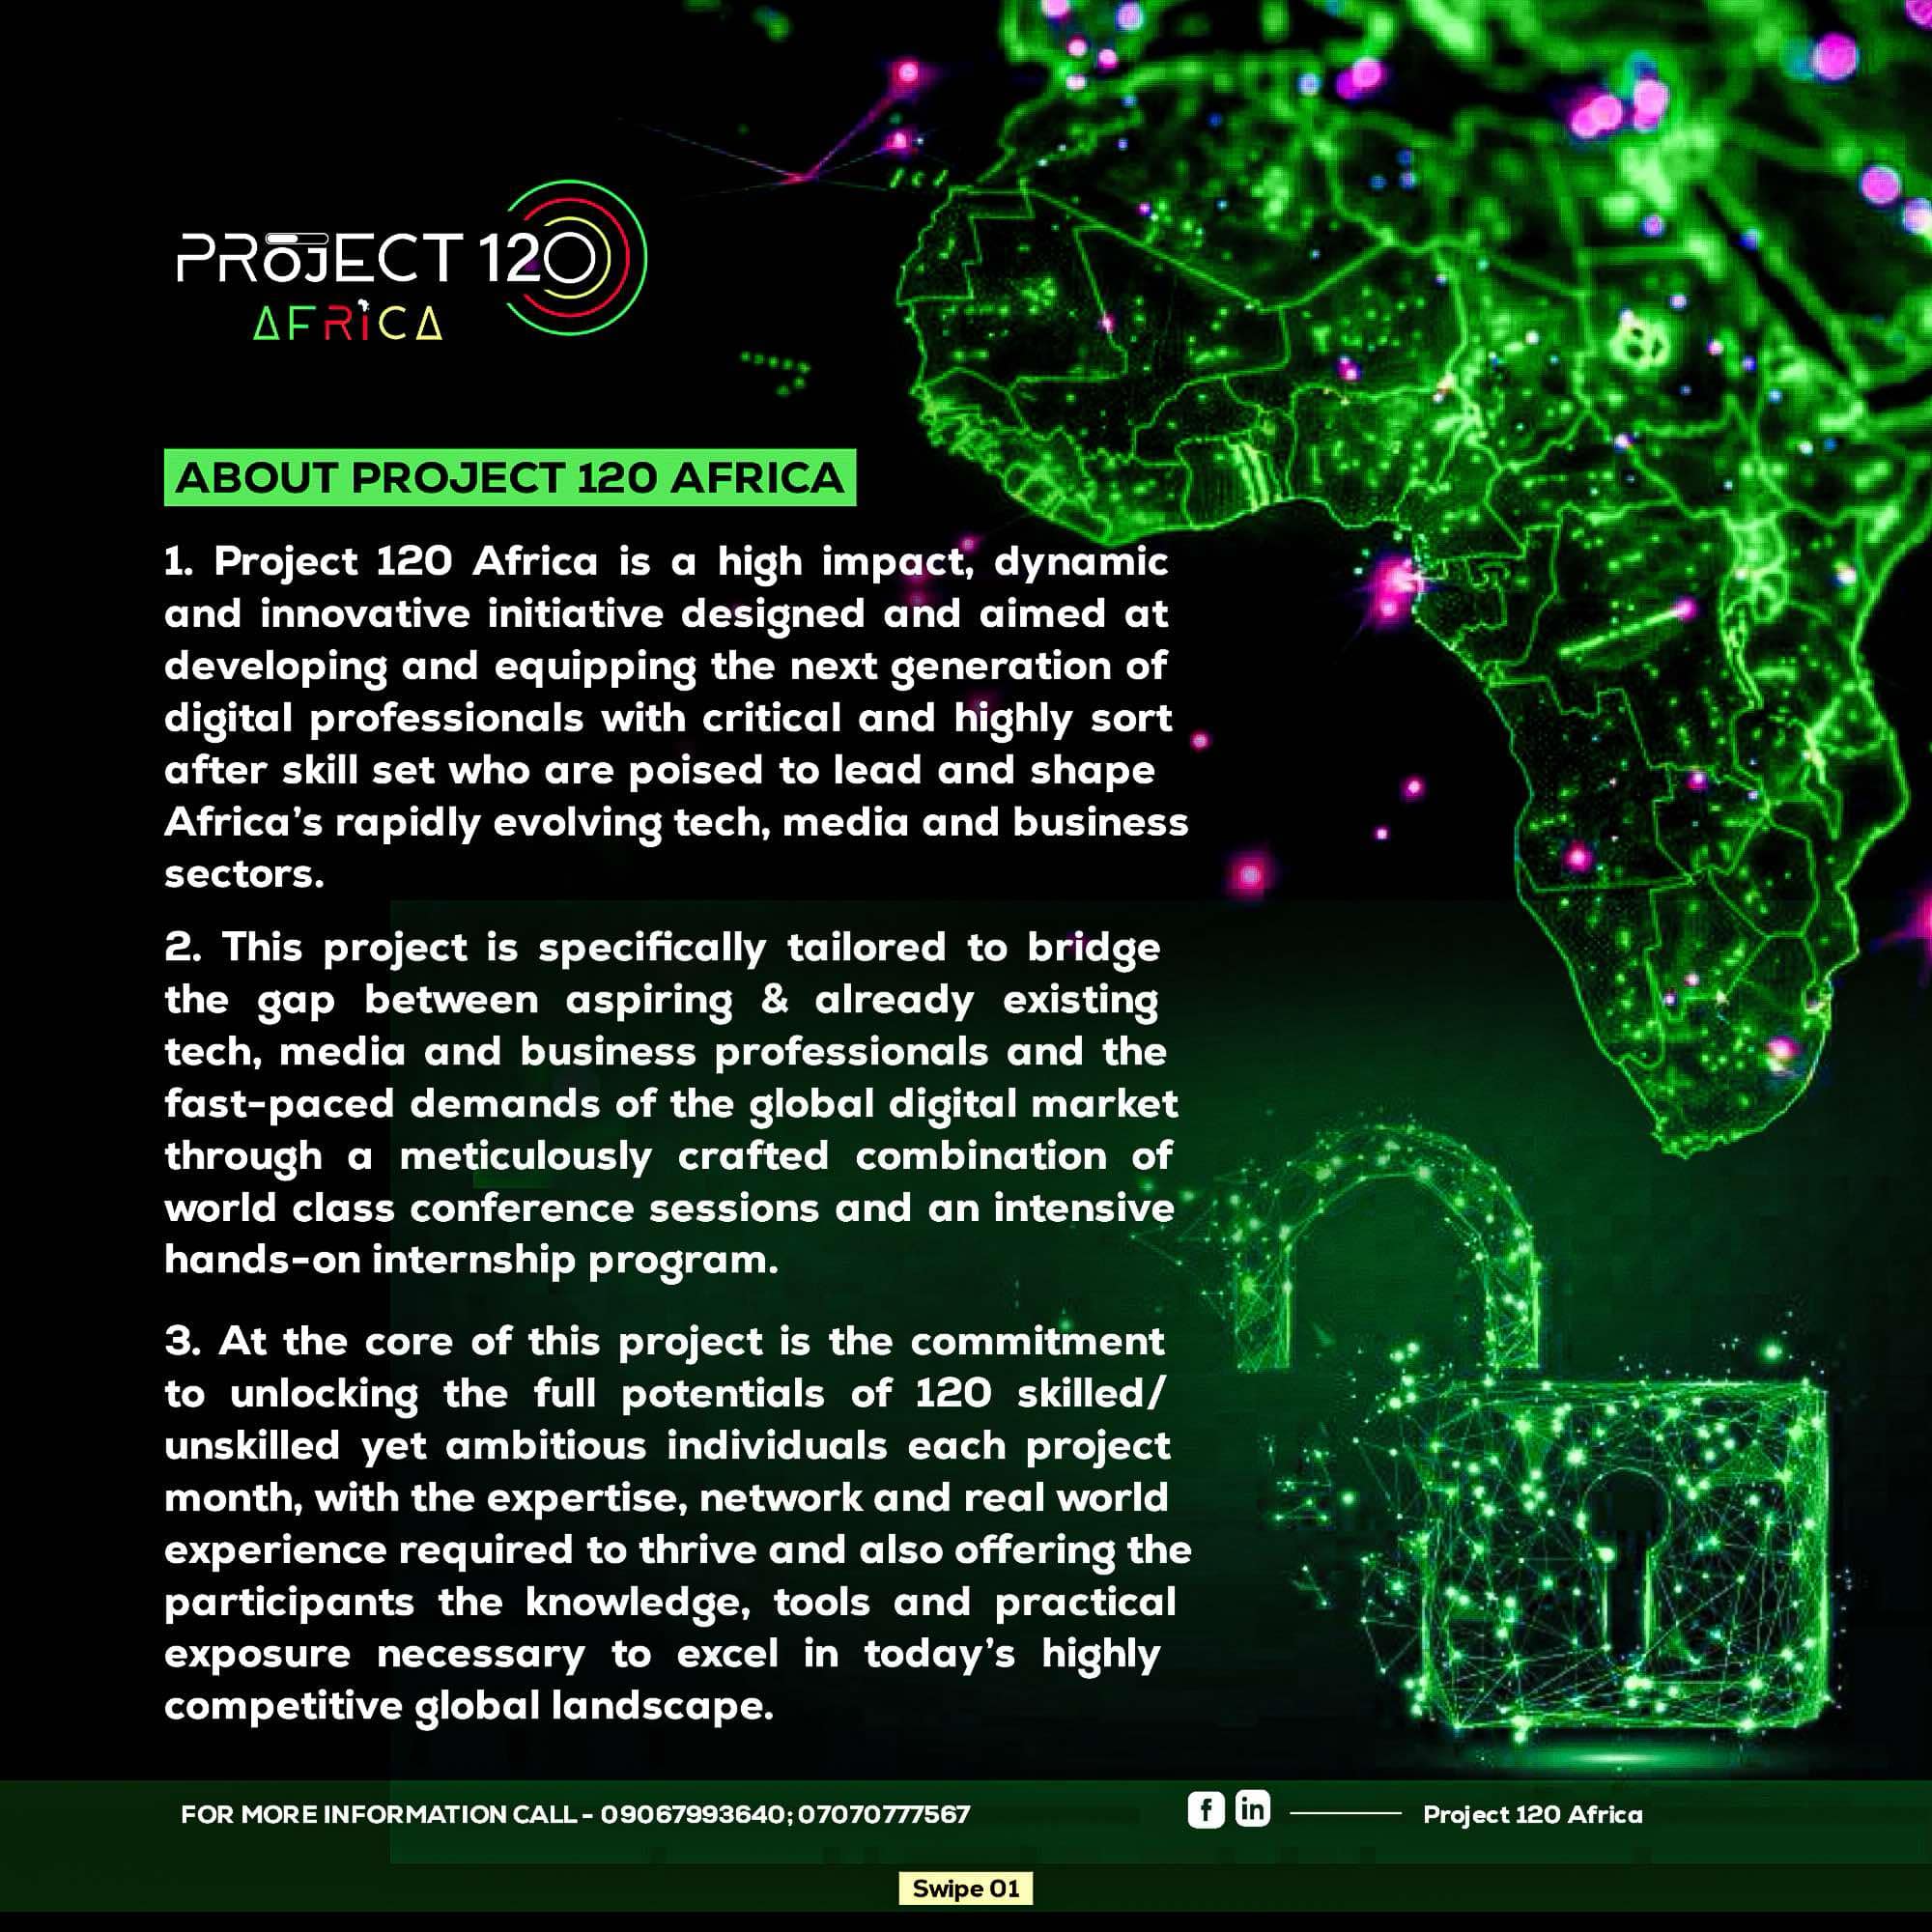 PROJECT 120
AFRICA
ABOUT PROJECT 120 AFRICA
1. Project 120 Africa is a high impact, dynamic
and innovative initiative designed and aimed at
developing and equipping the next generation of
digital professionals with critical and highly sort
after skill set who are poised to lead and shape
Africa’s rapidly evolving tech, media and business
sectors.
2. This project is specifically tailored to bridge
the gap between aspiring & already existing
tech, media and business professionals and the
fast-paced demands of the global digital market
through a meticulously crafted combination of
world class conference sessions and an intensive
hands-on internship program.
3. At the core of this project is the commitment
to unlocking the full potentials of 120 skilled/
unskilled yet ambitious individuals each project
month, with the expertise, network and real world
experience required to thrive and also offering the
participants the knowledge, tools and practical
exposure necessary to excel in today’s highly
competitive global landscape.
FOR MORE INFORMATION CALL - 09067993640; 07070777567
f in Project 120 Africa
Swipe 01